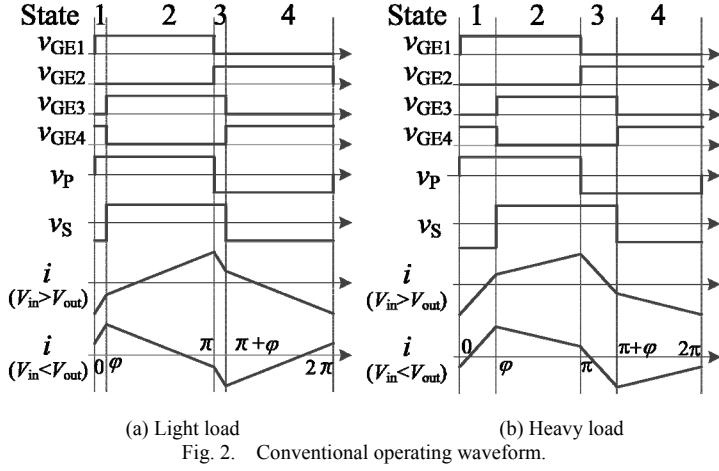 State 1 2 3 4
vGE1
vGE2
vGE3
vGE4
vP
vS
i
(Vin>Vout)
i
(Vin<Vout)
0 φ π π+φ 2π
State 1 2 3 4
vGE1
vGE2
vGE3
vGE4
vP
vS
i
(Vin>Vout)
i
(Vin<Vout)
0 φ π π+φ 2π
(a) Light load (b) Heavy load
Fig. 2. Conventional operating waveform.